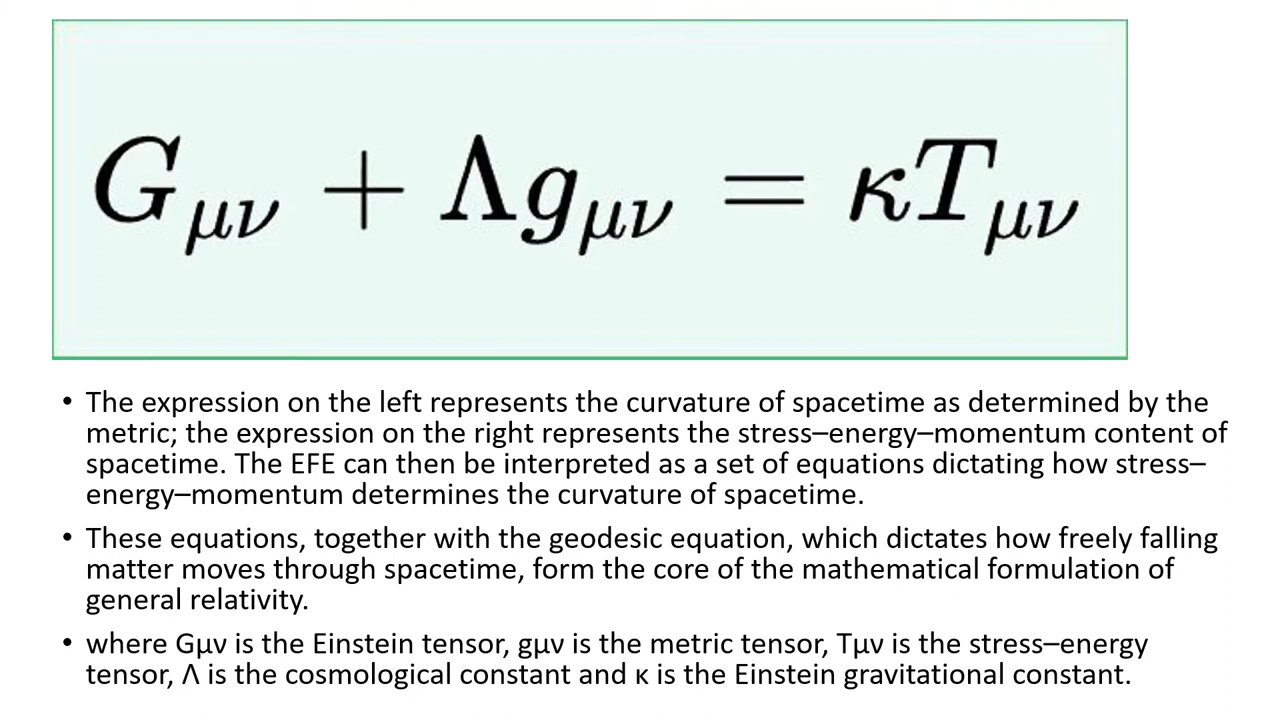 Gμν + Λgμν = κTμν
• The expression on the left represents the curvature of spacetime as determined by the
metric; the expression on the right represents the stress–energy–momentum content of
spacetime. The EFE can then be interpreted as a set of equations dictating how stress–
energy–momentum determines the curvature of spacetime.
• These equations, together with the geodesic equation, which dictates how freely falling
matter moves through spacetime, form the core of the mathematical formulation of
general relativity.
• where Gμν is the Einstein tensor, gμν is the metric tensor, Tμν is the stress–energy
tensor, Λ is the cosmological constant and κ is the Einstein gravitational constant.